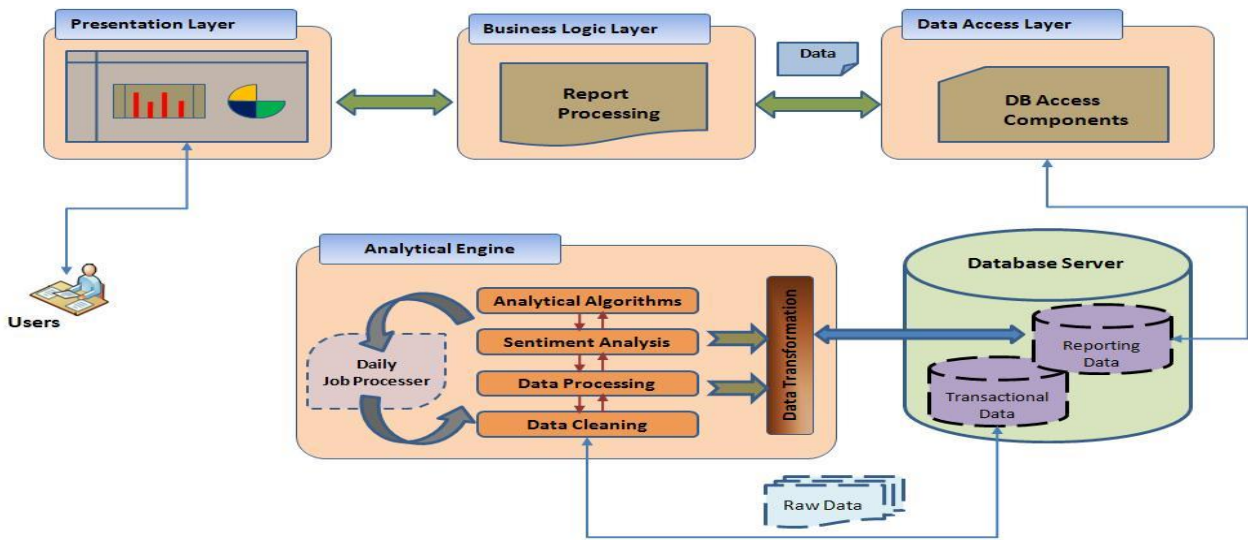 Presentation Layer
Business Logic Layer
Data Access Layer
Data
Report
Processing
DB Access
Components
Users
Analytical Engine
Analytical Algorithms
Sentiment Analysis
Data Processing
Data Cleaning
Daily
Job Processer
Data Transformation
Database Server
Reporting
Data
Transactional
Data
Raw Data